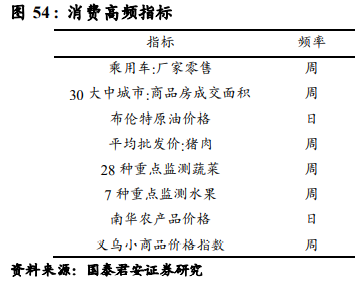 图 54：消费高频指标
指标 频率
乘用车:厂家零售 周
30 大中城市:商品房成交面积 周
布伦特原油价格 日
平均批发价:猪肉 周
28 种重点监测蔬菜 周
7 种重点监测水果 周
南华农产品价格 日
义乌小商品价格指数 周
资料来源：国泰君安证券研究